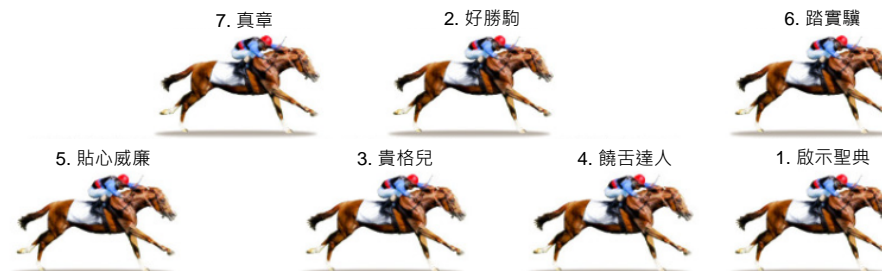 7. 真章
2. 好勝駒
6. 踏實驥
5. 貼心威廉
3. 貴格兒
4. 饒舌達人
1. 啟示聖典